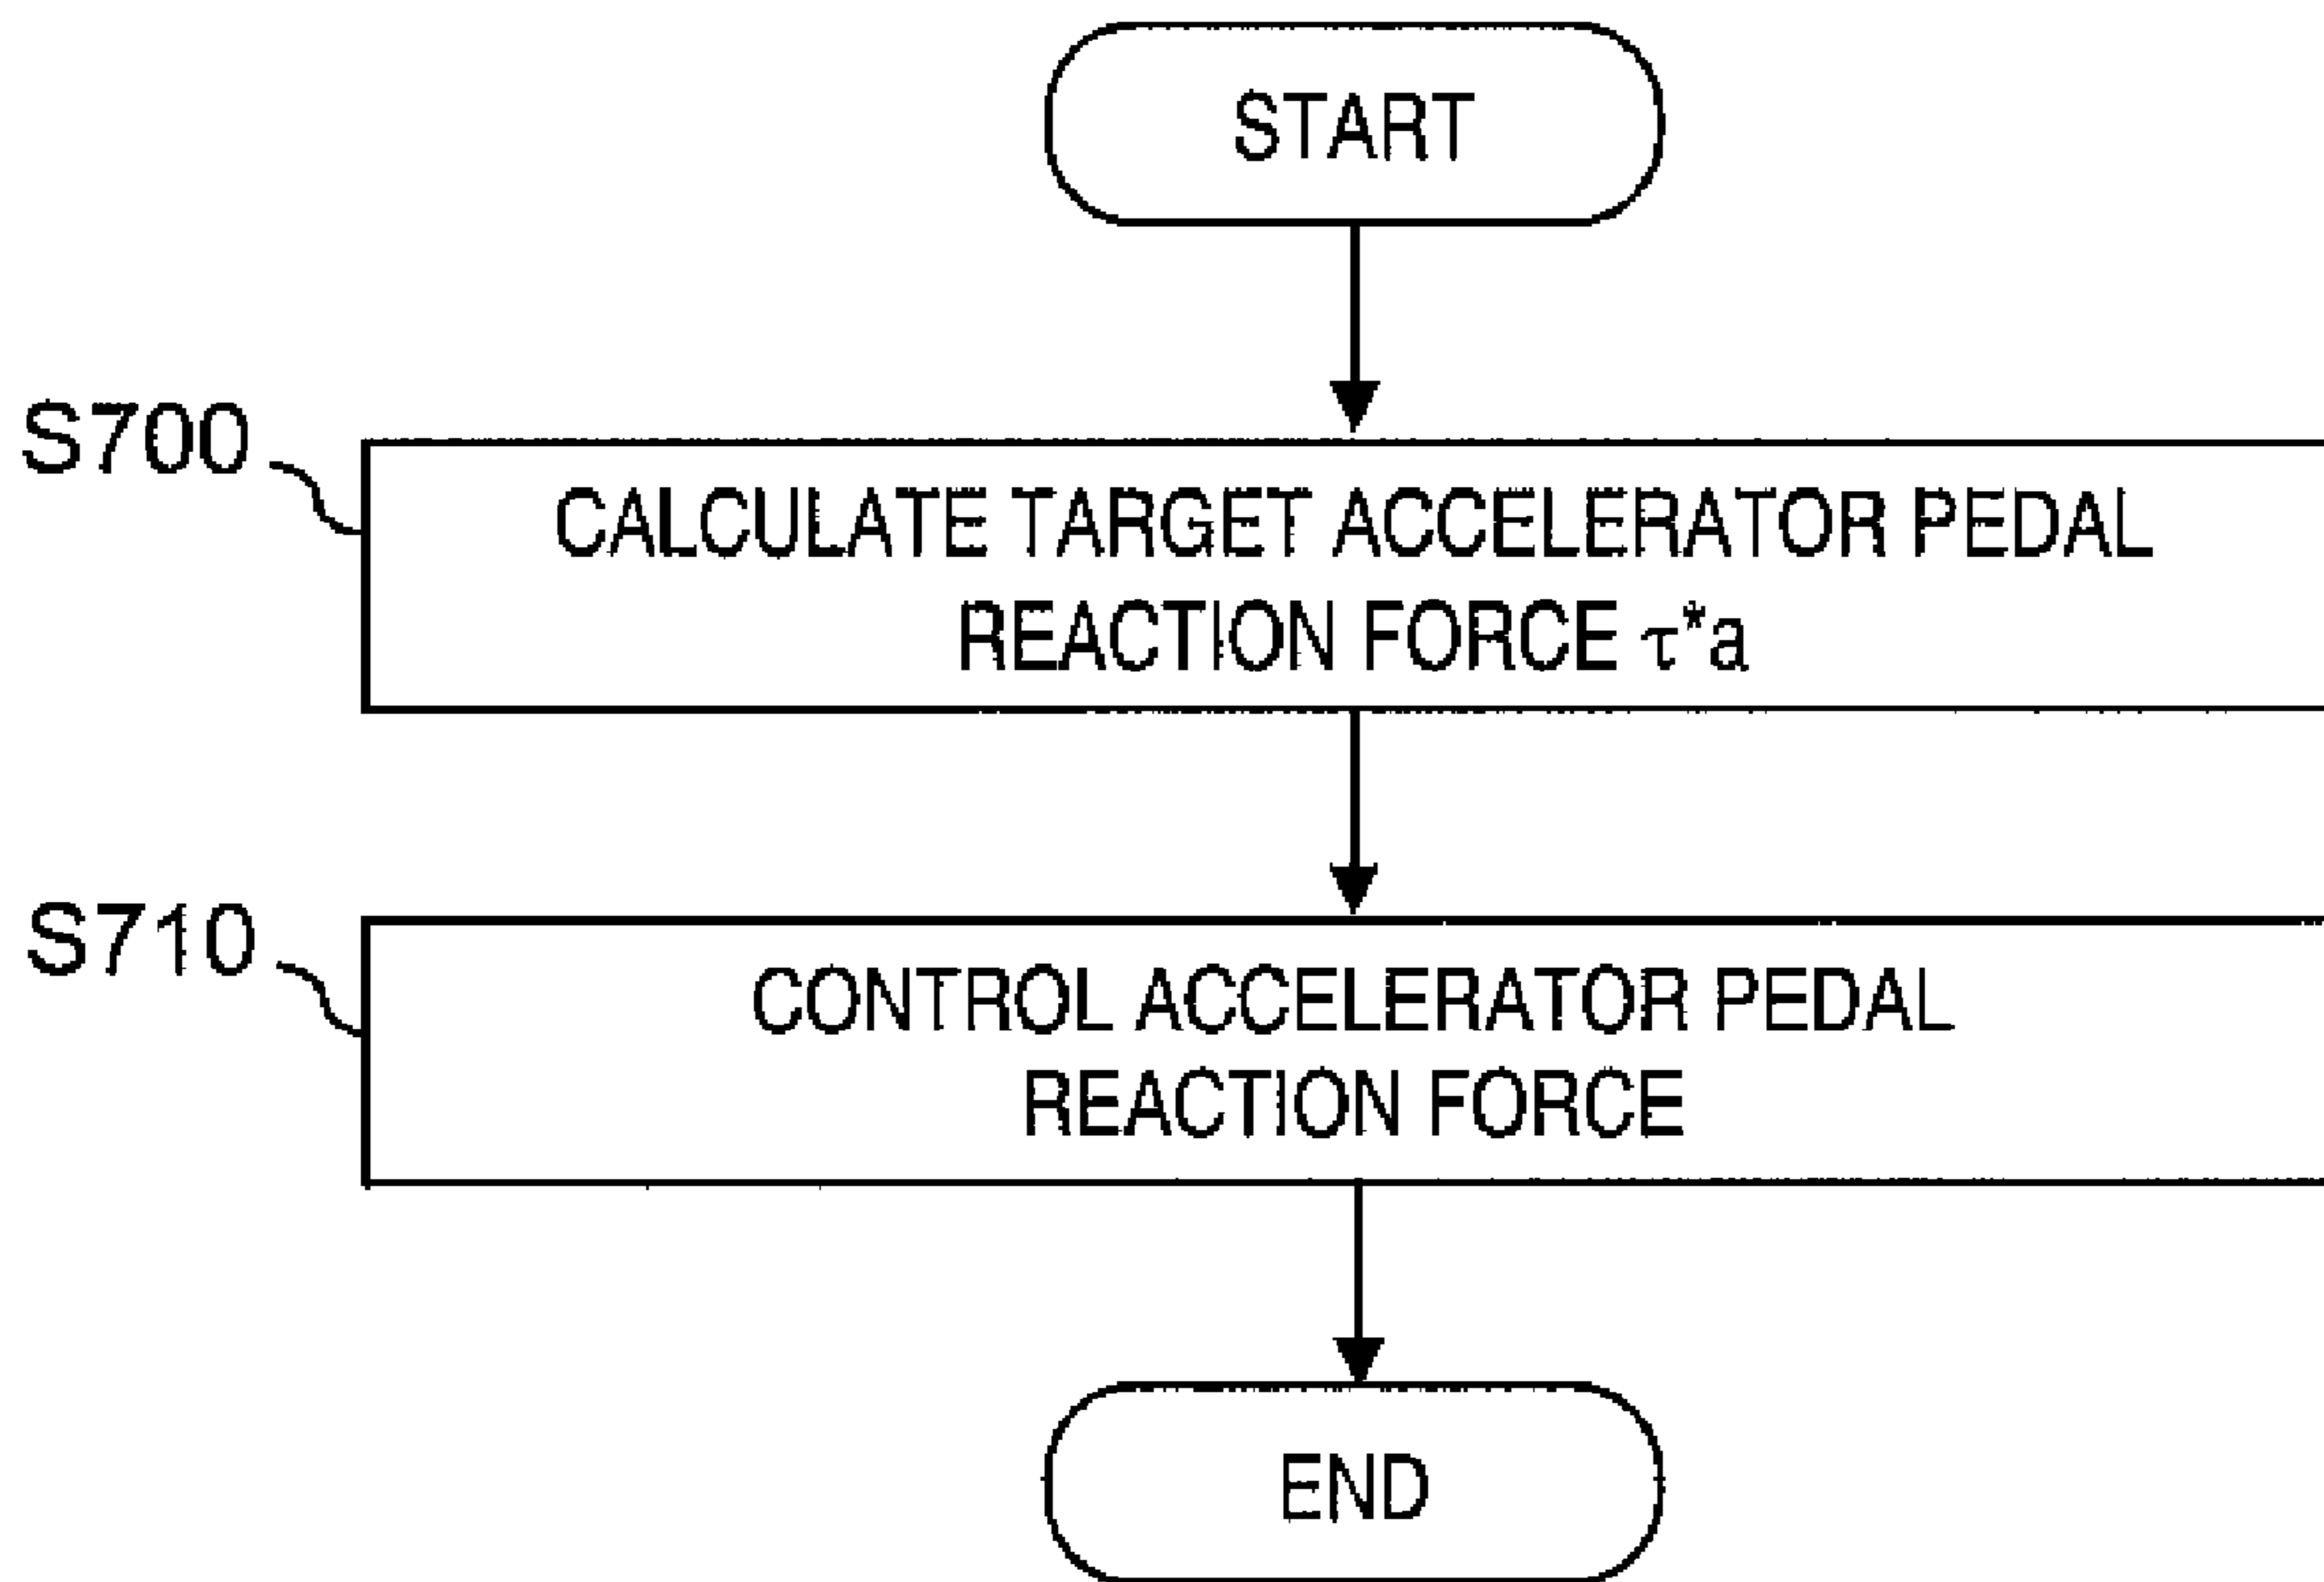 START
S700
CALCULATE TARGET ACCELERATOR PEDAL
REACTION FORCE τ*a
S710
CONTROL ACCELERATOR PEDAL
REACTION FORCE
END